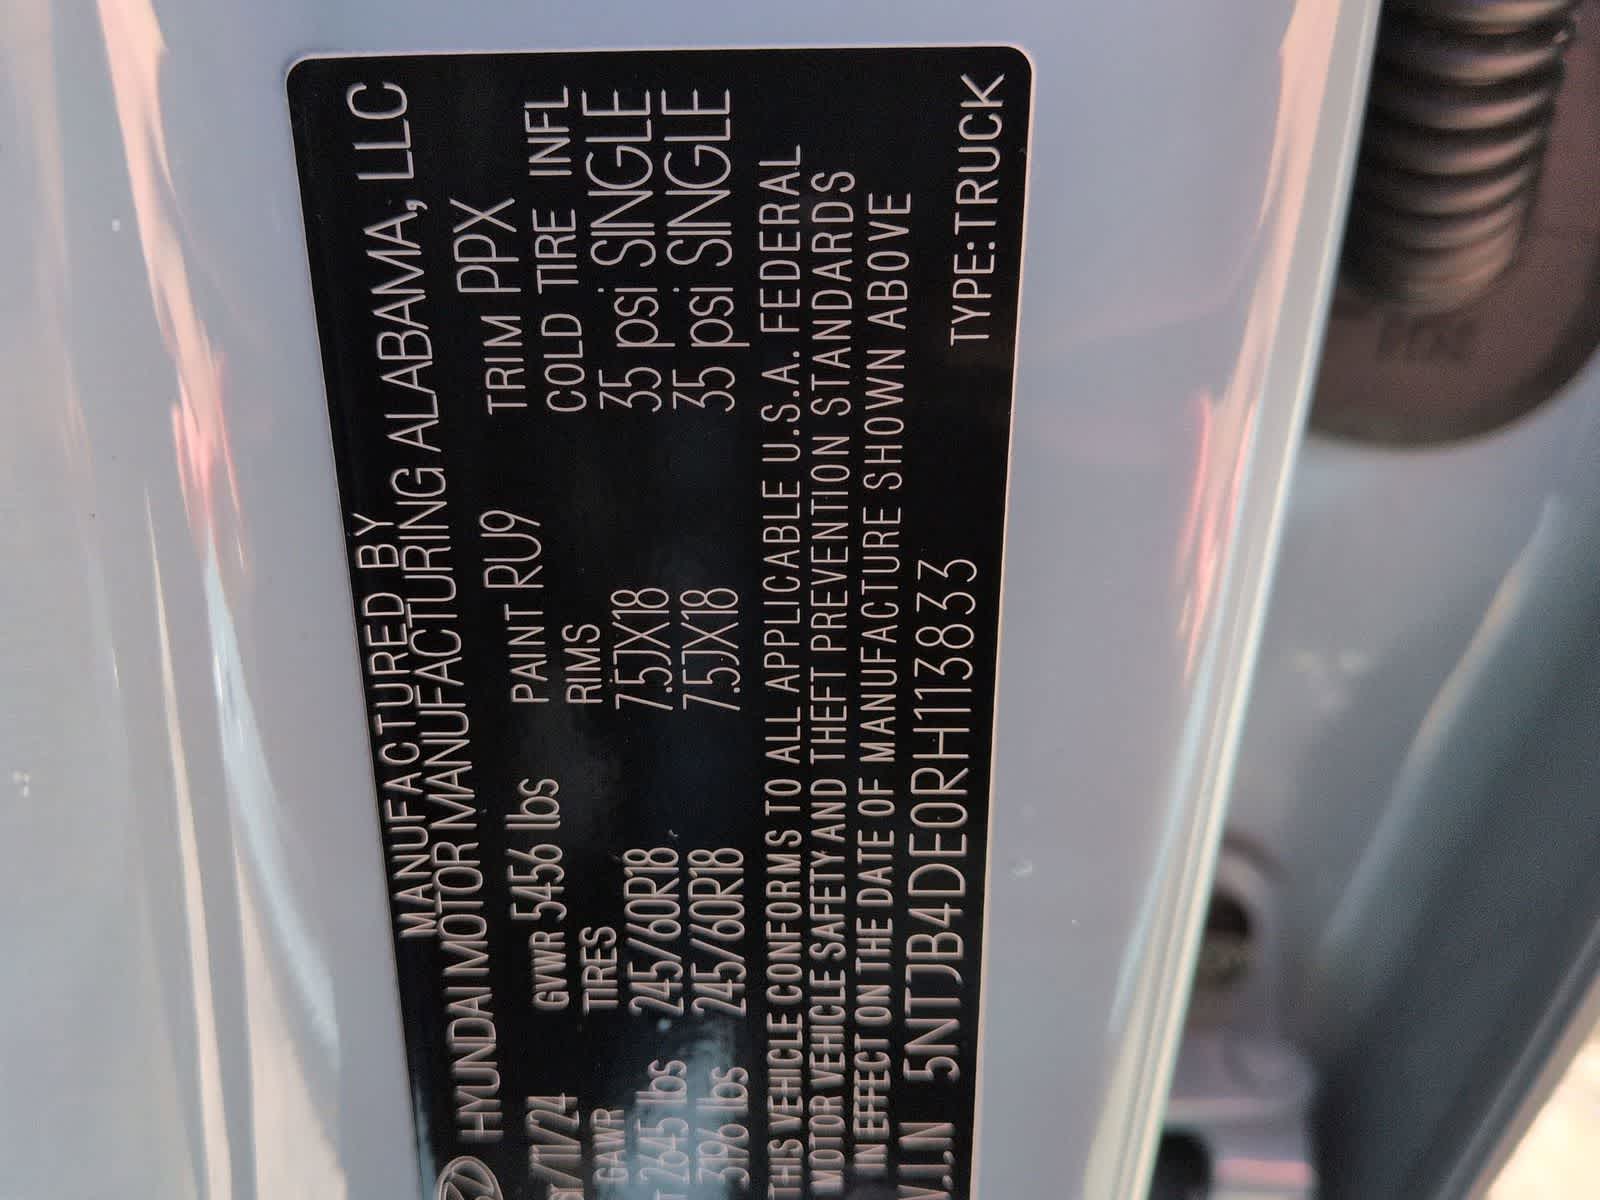 MANUFACTURED BY
HYUNDAI MOTOR MANUFACTURING ALABAMA, LLC
/11/24 GVWR 5456 lbs PAINT RU9 TRIM PPX
GAWR TIRES RIMS COLD TIRE INFL
2645 lbs 245/60R18 7.5JX18 35 psi SINGLE
3196 lbs 245/60R18 7.5JX18 35 psi SINGLE
THIS VEHICLE CONFORMS TO ALL APPLICABLE U.S.A. FEDERAL
MOTOR VEHICLE SAFETY AND THEFT PREVENTION STANDARDS
IN EFFECT ON THE DATE OF MANUFACTURE SHOWN ABOVE
V.I.N 5NTJB4DE0RH113833 TYPE:TRUCK